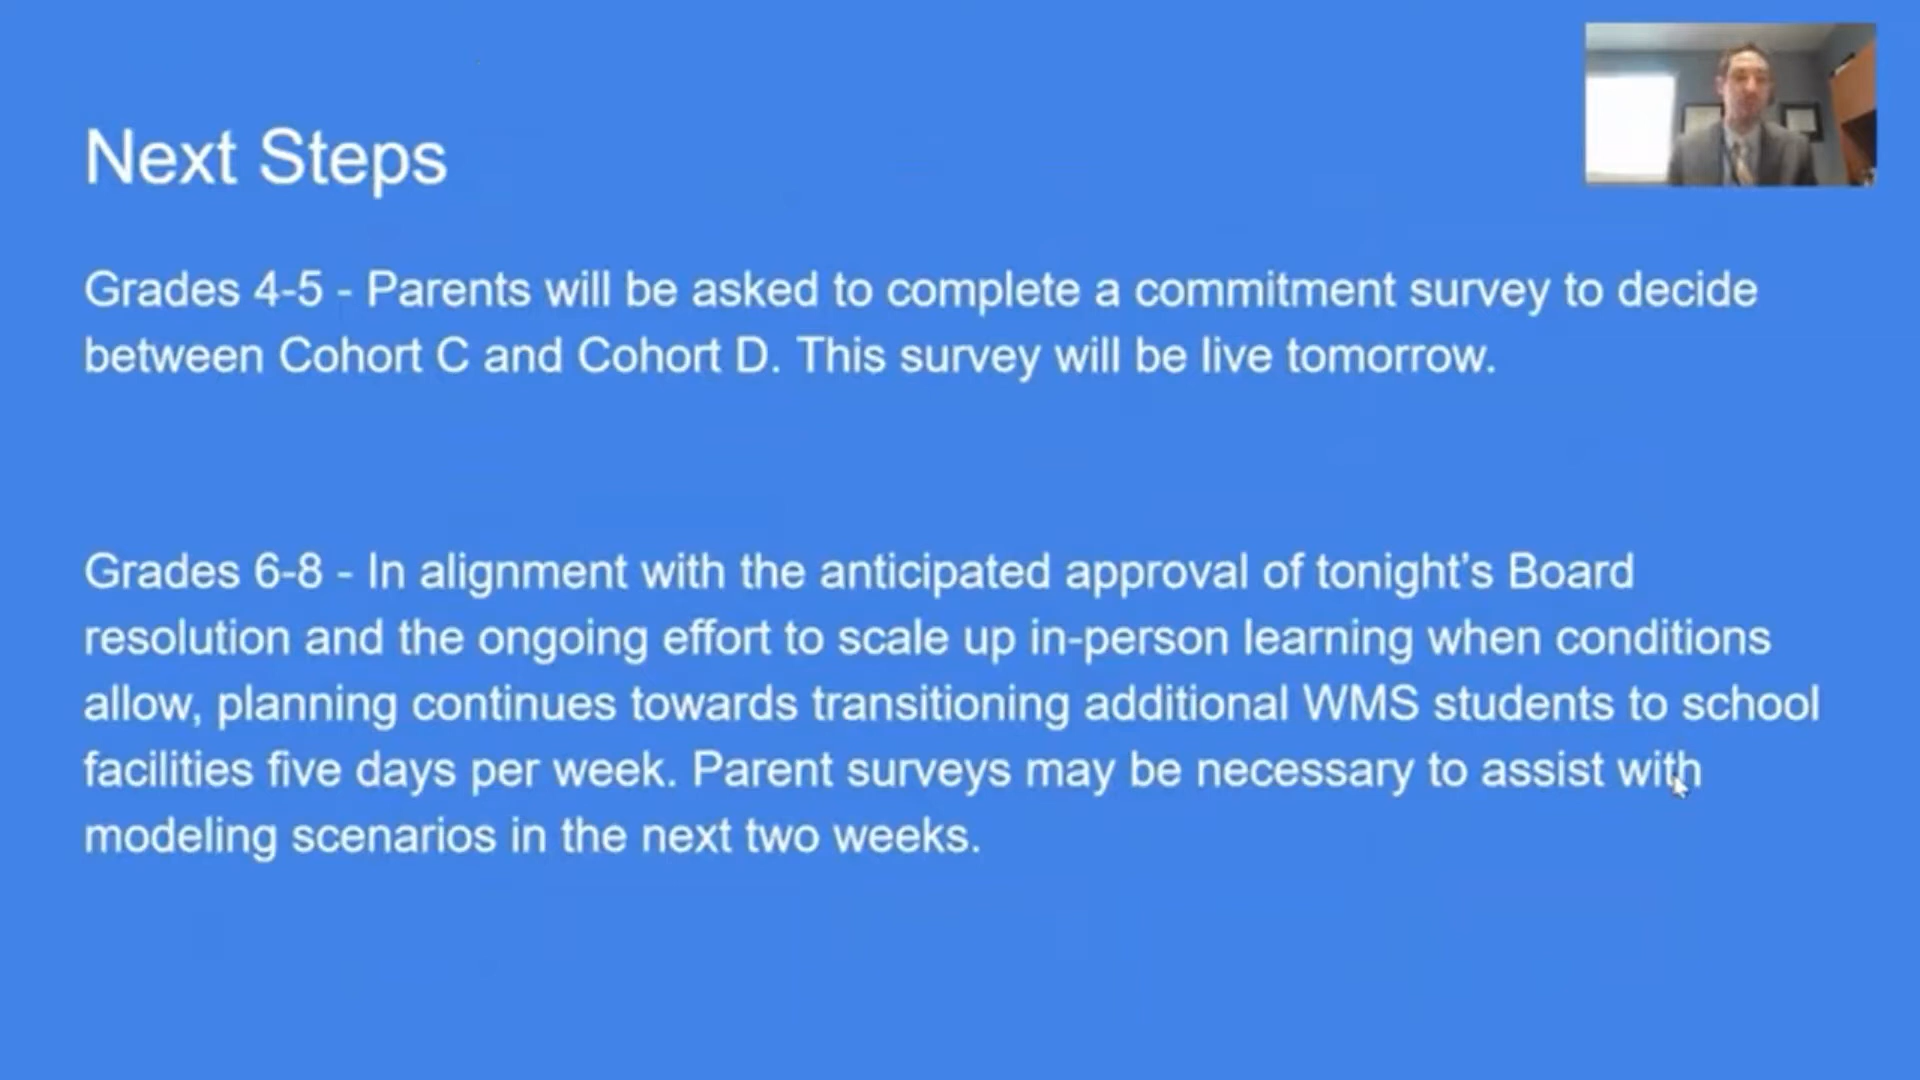 Next Steps
Grades 4-5 - Parents will be asked to complete a commitment survey to decide
between Cohort C and Cohort D. This survey will be live tomorrow.
Grades 6-8 - In alignment with the anticipated approval of tonight's Board
resolution and the ongoing effort to scale up in-person learning when conditions
allow, planning continues towards transitioning additional WMS students to school
facilities five days per week. Parent surveys may be necessary to assist with
modeling scenarios in the next two weeks.